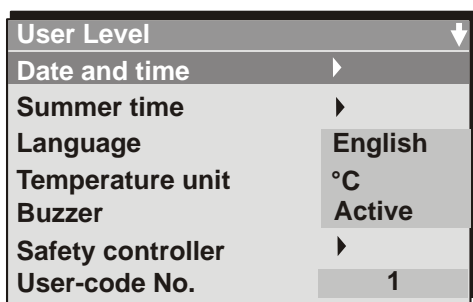 User Level
Date and time
Summer time
Language English
Temperature unit °C
Buzzer Active
Safety controller
User-code No. 1